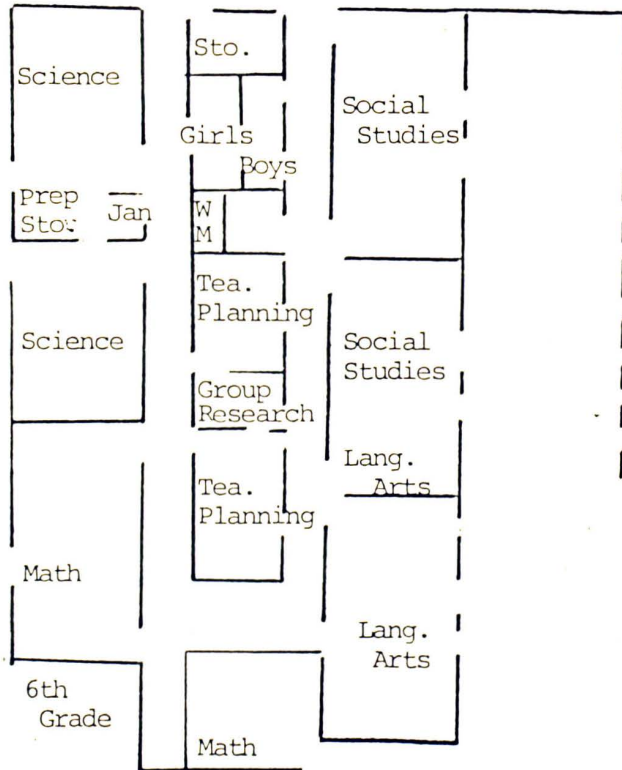 Sto.
Science
Social
Studies
Girls
Boys
Prep
Jan
W
M
Tea.
Planning
Science
Social
Studies
Group
Research
Lang.
Arts
Tea.
Planning
Math
Lang.
Arts
6th
Grade
Math